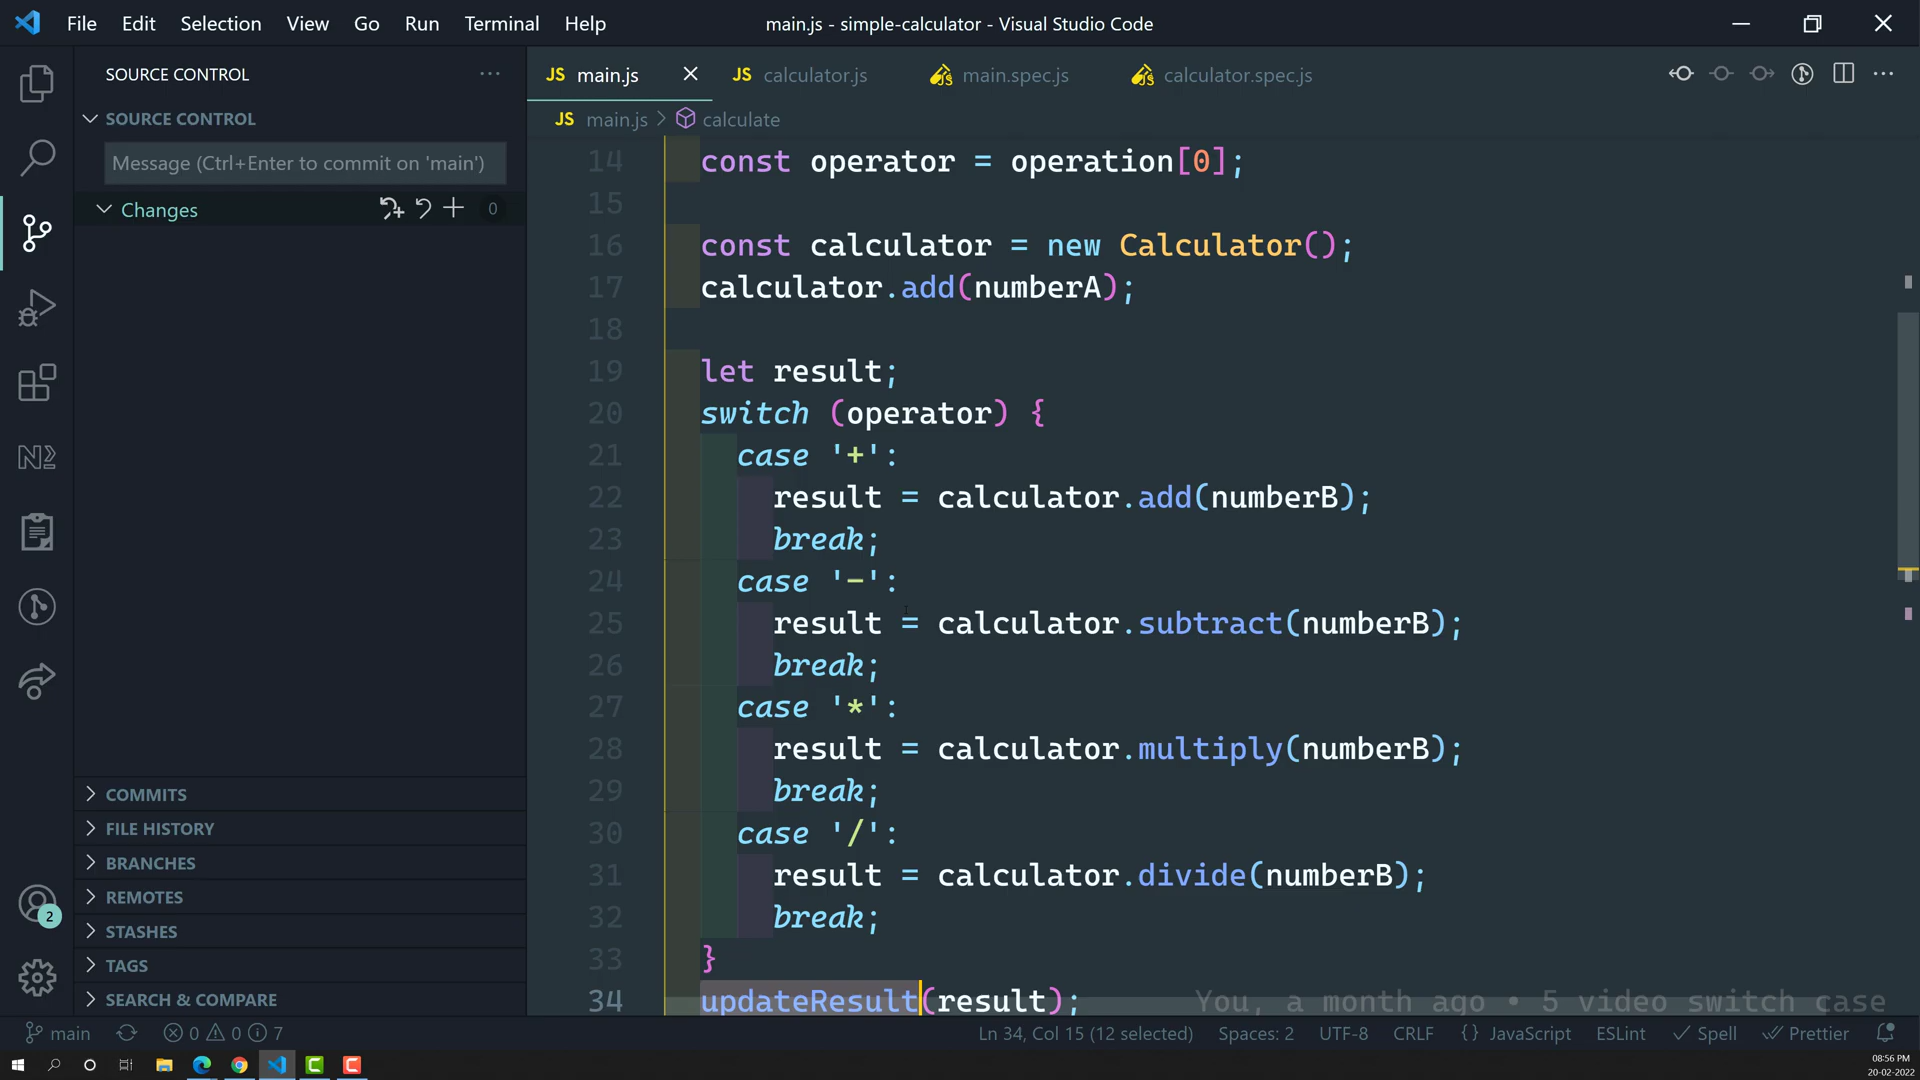 File Edit Selection View Go Run Terminal Help
main.js - simple-calculator - Visual Studio Code
SOURCE CONTROL
SOURCE CONTROL
Message (Ctrl+Enter to commit on 'main')
Changes 0
COMMITS
FILE HISTORY
BRANCHES
REMOTES
STASHES
TAGS
SEARCH & COMPARE
2
JS main.js JS calculator.js main.spec.js calculator.spec.js
JS main.js calculate
14 const operator = operation[0];
15
16 const calculator = new Calculator();
17 calculator.add(numberA);
18
19 let result;
20 switch (operator) {
21 case '+':
22 result = calculator.add(numberB);
23 break;
24 case '-':
25 result = calculator.subtract(numberB);
26 break;
27 case '*':
28 result = calculator.multiply(numberB);
29 break;
30 case '/':
31 result = calculator.divide(numberB);
32 break;
33 }
34 updateResult(result); You, a month ago • 5 video switch case
main 0 0 7 Ln 34, Col 15 (12 selected) Spaces: 2 UTF-8 CRLF {} JavaScript ESLint Spell Prettier
08:56 PM
20-02-2022